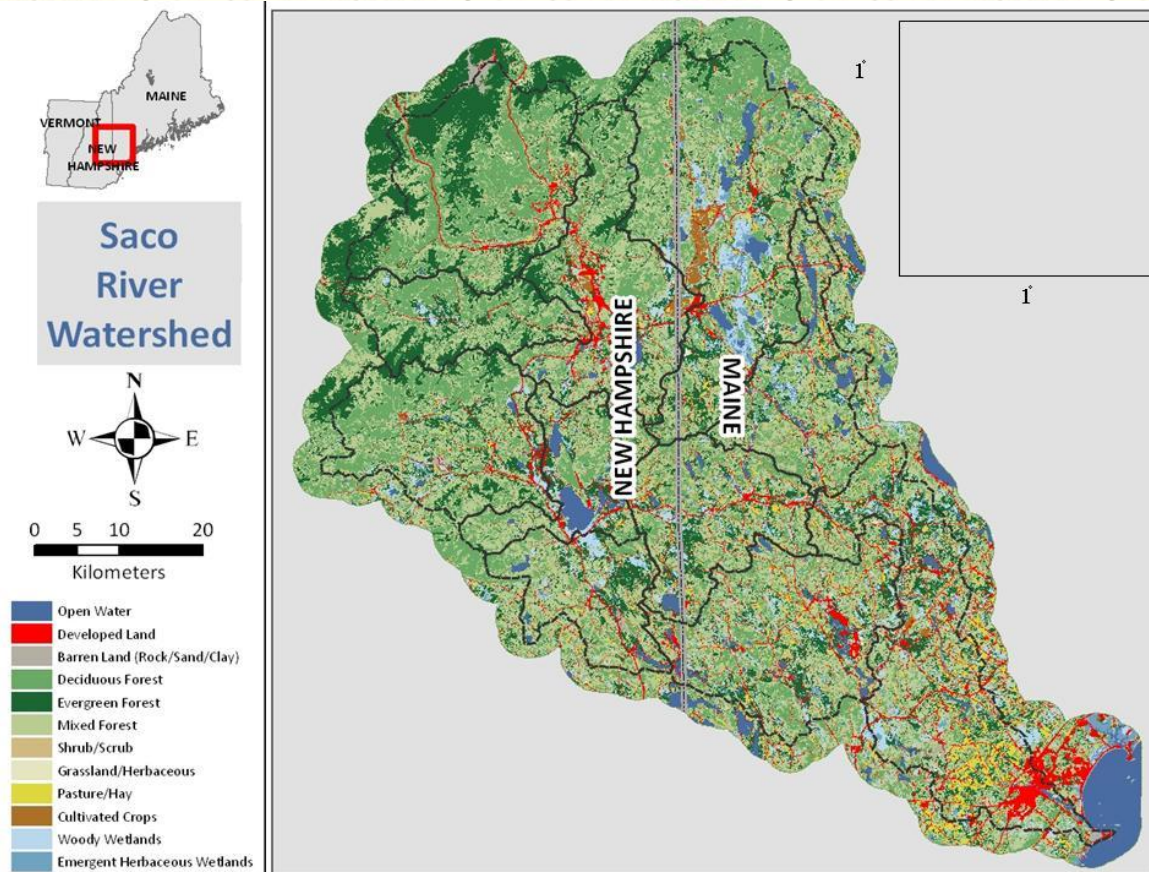 MAINE
VERMONT
NEW
HAMPSHIRE
Saco
River
Watershed
N
W
E
S
0 5 10 20
Kilometers
Open Water
Developed Land
Barren Land (Rock/Sand/Clay)
Deciduous Forest
Evergreen Forest
Mixed Forest
Shrub/Scrub
Grassland/Herbaceous
Pasture/Hay
Cultivated Crops
Woody Wetlands
Emergent Herbaceous Wetlands
NEW HAMPSHIRE
MAINE
1°
1°